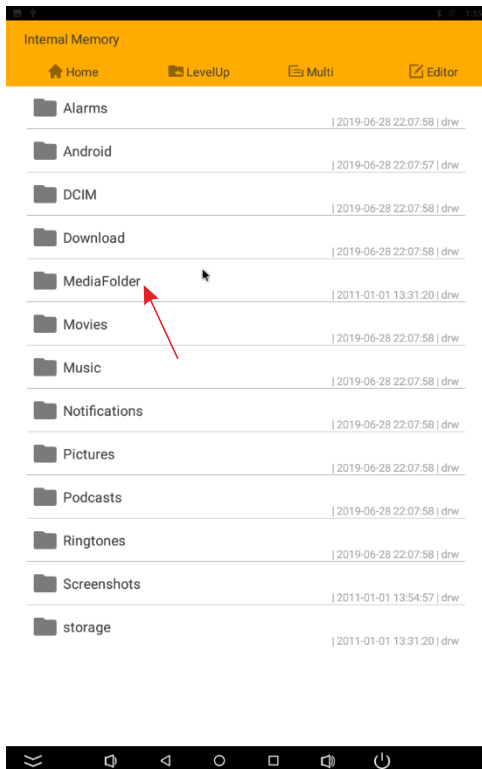 1:55
Internal Memory
Home LevelUp Multi Editor
Alarms
| 2019-06-28 22:07:58 | drw
Android
| 2019-06-28 22:07:57 | drw
DCIM
| 2019-06-28 22:07:58 | drw
Download
| 2019-06-28 22:07:58 | drw
MediaFolder
| 2011-01-01 13:31:20 | drw
Movies
| 2019-06-28 22:07:58 | drw
Music
| 2019-06-28 22:07:58 | drw
Notifications
| 2019-06-28 22:07:58 | drw
Pictures
| 2019-06-28 22:07:58 | drw
Podcasts
| 2019-06-28 22:07:58 | drw
Ringtones
| 2019-06-28 22:07:58 | drw
Screenshots
| 2011-01-01 13:54:57 | drw
storage
| 2011-01-01 13:31:20 | drw